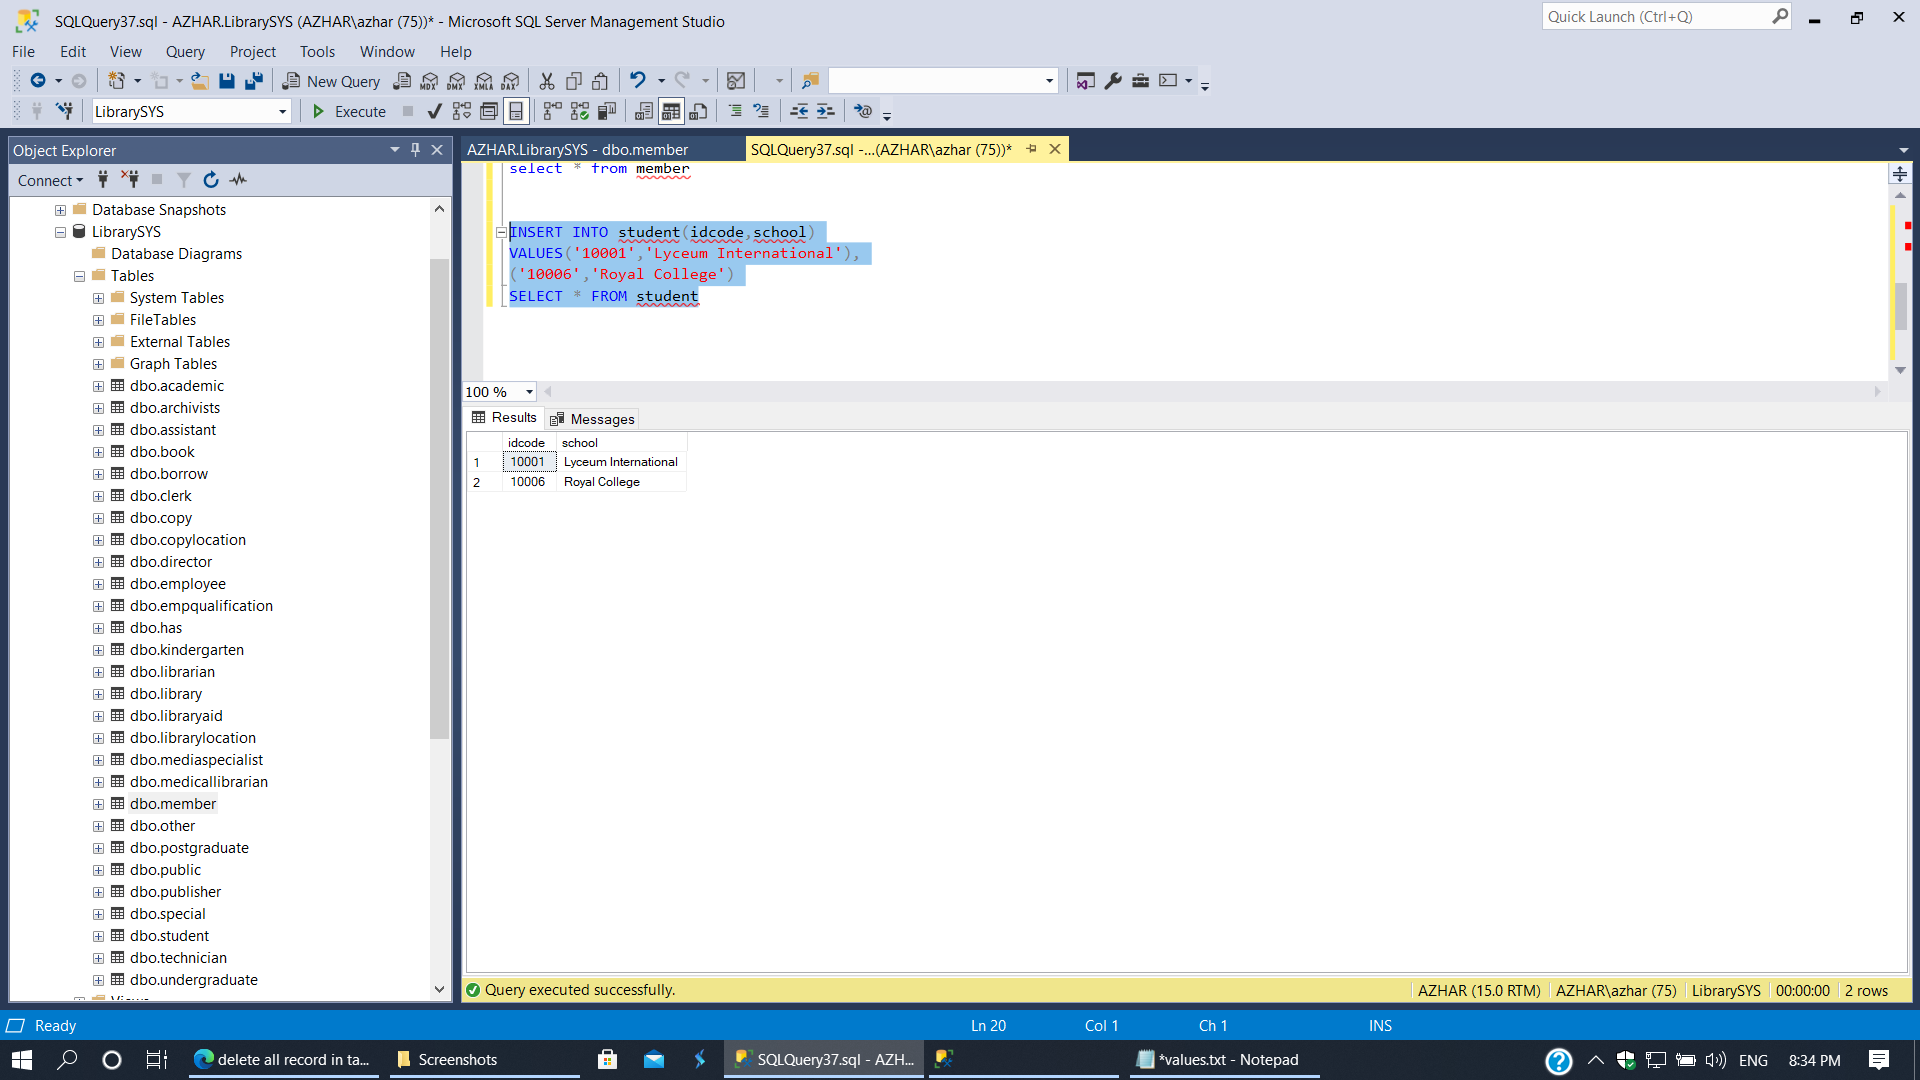 SQLQuery37.sql - AZHAR.LibrarySYS (AZHAR\azhar (75))* - Microsoft SQL Server Management Studio
Quick Launch (Ctrl+Q)
File Edit View Query Project Tools Window Help
New Query MDX DMX XMLA DAX
LibrarySYS Execute
Object Explorer
AZHAR.LibrarySYS - dbo.member
SQLQuery37.sql -...(AZHAR\azhar (75))*
Connect
Database Snapshots
LibrarySYS
Database Diagrams
Tables
System Tables
FileTables
External Tables
Graph Tables
dbo.academic
dbo.archivists
dbo.assistant
dbo.book
dbo.borrow
dbo.clerk
dbo.copy
dbo.copylocation
dbo.director
dbo.employee
dbo.empqualification
dbo.has
dbo.kindergarten
dbo.librarian
dbo.library
dbo.libraryaid
dbo.librarylocation
dbo.mediaspecialist
dbo.medicallibrarian
dbo.member
dbo.other
dbo.postgraduate
dbo.public
dbo.publisher
dbo.special
dbo.student
dbo.technician
dbo.undergraduate
select * from member
INSERT INTO student(idcode,school)
VALUES('10001','Lyceum International'),
('10006','Royal College')
SELECT * FROM student
100 %
Results Messages
idcode school
1 10001 Lyceum International
2 10006 Royal College
Query executed successfully.
AZHAR (15.0 RTM) AZHAR\azhar (75) LibrarySYS 00:00:00 2 rows
Ready Ln 20 Col 1 Ch 1 INS
delete all record in ta... Screenshots SQLQuery37.sql - AZH... *values.txt - Notepad ENG 8:34 PM